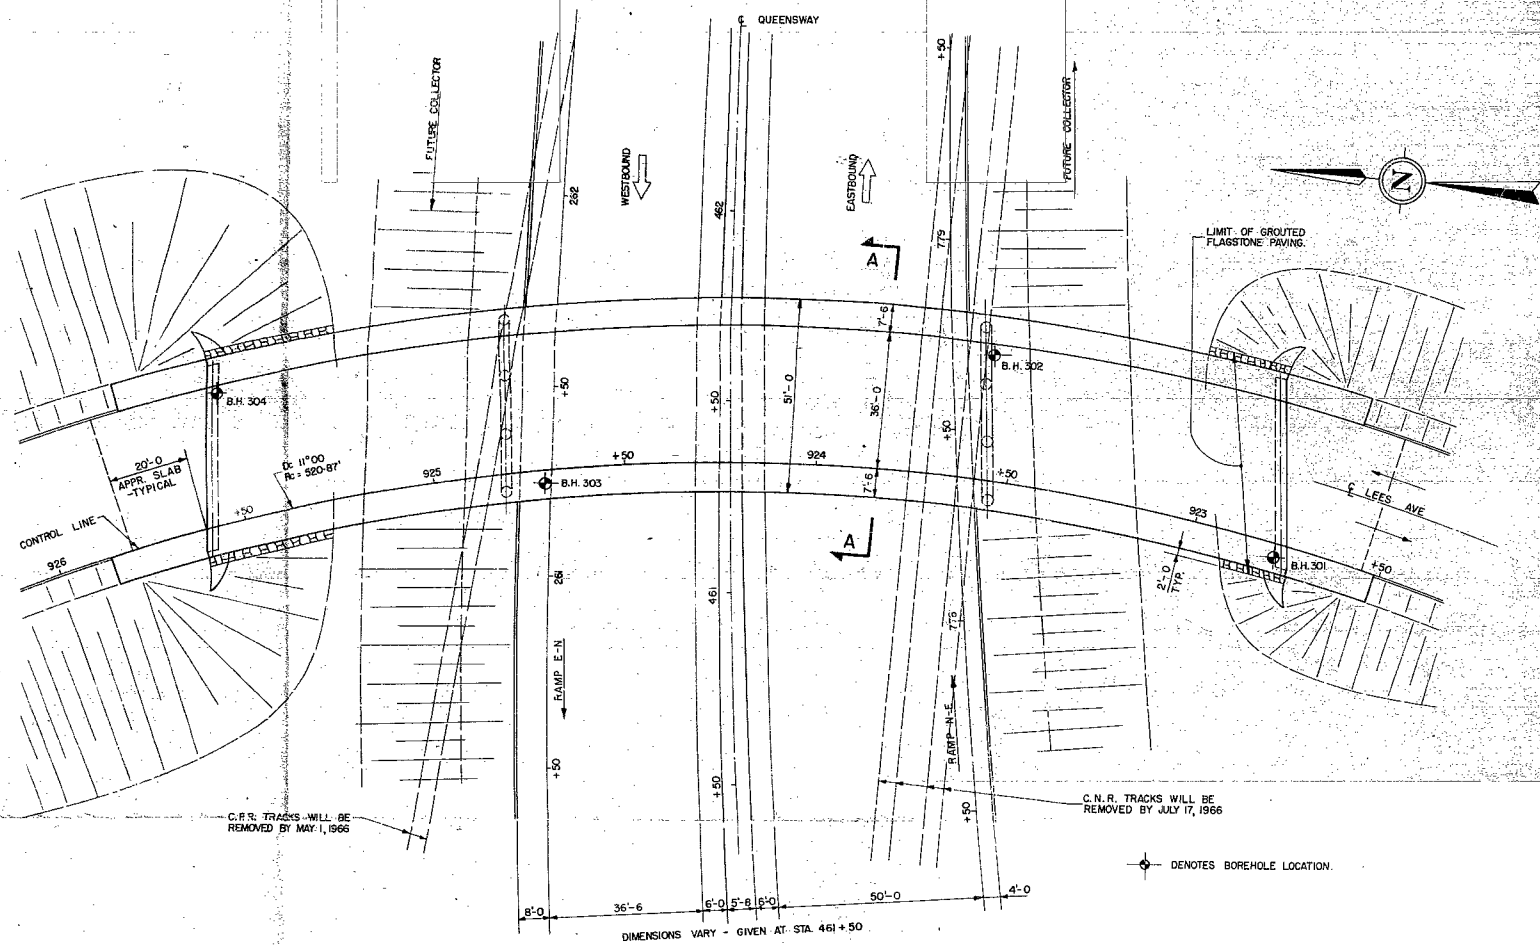 ℄ QUEENSWAY
+50
FUTURE COLLECTOR
FUTURE COLLECTOR
WESTBOUND
EASTBOUND
262
462
779
N
LIMIT OF GROUTED
FLAGSTONE PAVING.
A
7'-6
B.H. 302
B.H. 304
+50
+50
51'-0
36'-0
+50
20'-0
APPR. SLAB
-TYPICAL
Dc 11°00
Rc = 520.87'
925
+50
924
+50
7'-6
B.H. 303
℄ LEES AVE
CONTROL LINE
+50
923
926
A
2'-0
TYP.
B.H. 301
+50
261
461
778
RAMP E-N
RAMP N-E
+50
+50
+50
C.P.R. TRACKS WILL BE
REMOVED BY MAY 1, 1966
C.N.R. TRACKS WILL BE
REMOVED BY JULY 17, 1966
DENOTES BOREHOLE LOCATION.
8'-0
36'-6
6'-0
5'-6
6'-0
50'-0
4'-0
DIMENSIONS VARY - GIVEN AT STA. 461+50